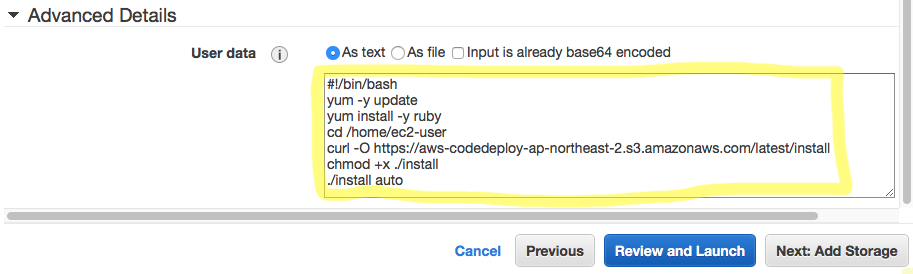 Advanced Details
User data i As text As file Input is already base64 encoded
#!/bin/bash
yum -y update
yum install -y ruby
cd /home/ec2-user
curl -O https://aws-codedeploy-ap-northeast-2.s3.amazonaws.com/latest/install
chmod +x ./install
./install auto
Cancel Previous Review and Launch Next: Add Storage